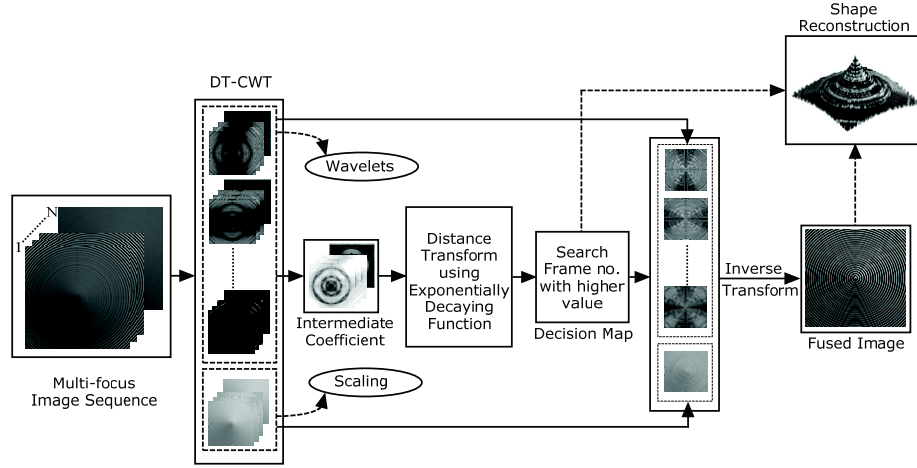 Shape
Reconstruction
DT-CWT
Wavelets
N
1
Distance
Transform
using
Exponentially
Decaying
Function
Search
Frame no.
with higher
value
Inverse
Transform
Intermediate
Coefficient
Decision Map
Fused Image
Multi-focus
Image Sequence
Scaling